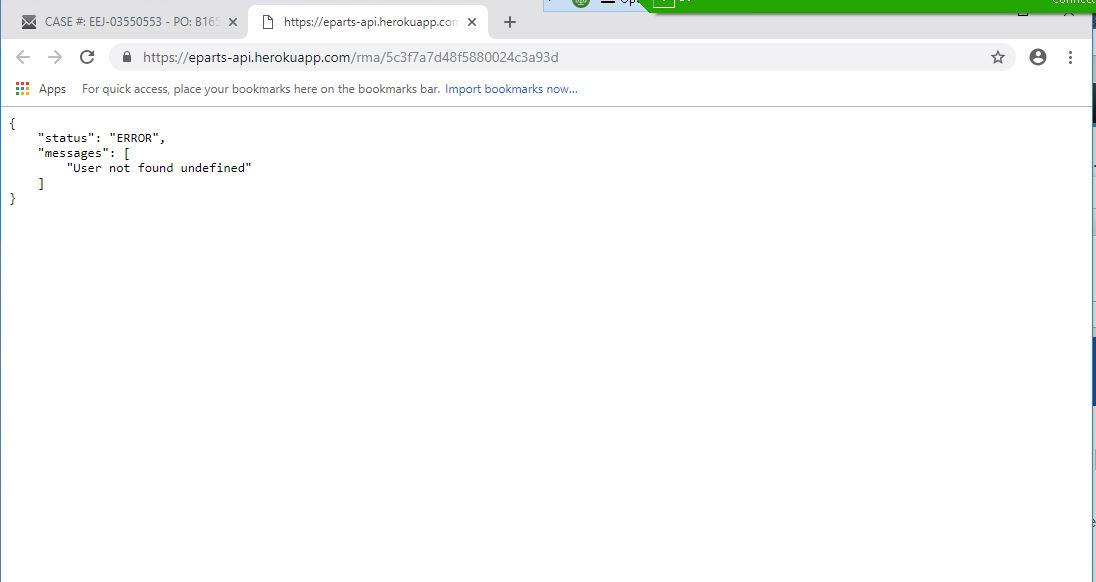 CASE #: EEJ-03550553 - PO: B165
https://eparts-api.herokuapp.com
https://eparts-api.herokuapp.com/rma/5c3f7a7d48f5880024c3a93d
Apps For quick access, place your bookmarks here on the bookmarks bar. Import bookmarks now...
{
"status": "ERROR",
"messages": [
"User not found undefined"
]
}